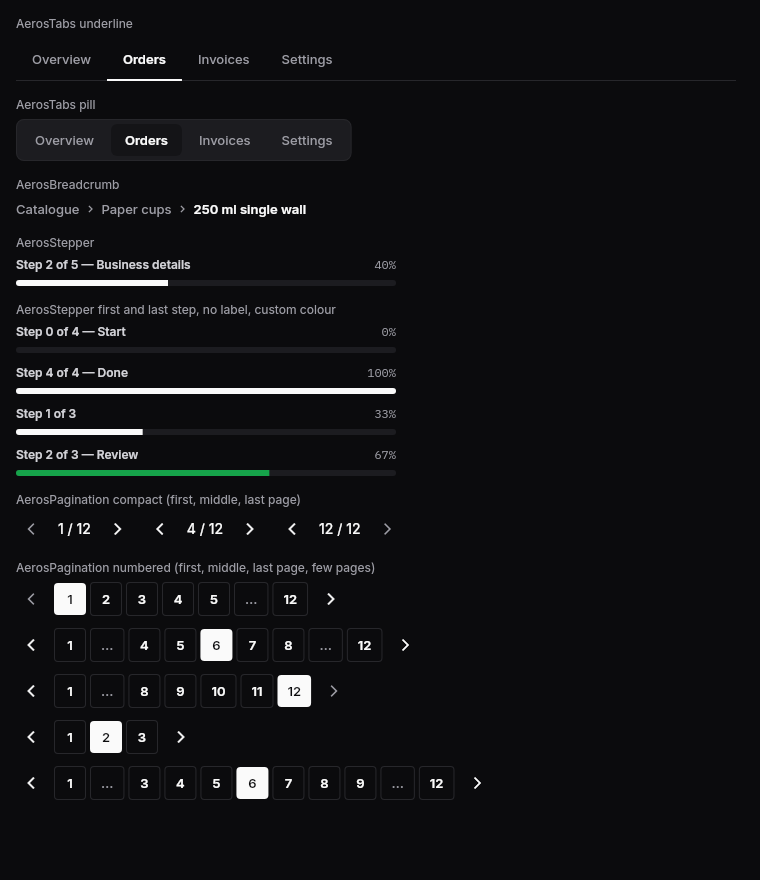 AerosTabs underline
Overview Orders Invoices Settings
AerosTabs pill
Overview Orders Invoices Settings
AerosBreadcrumb
Catalogue › Paper cups › 250 ml single wall
AerosStepper
Step 2 of 5 — Business details 40%
AerosStepper first and last step, no label, custom colour
Step 0 of 4 — Start 0%
Step 4 of 4 — Done 100%
Step 1 of 3 33%
Step 2 of 3 — Review 67%
AerosPagination compact (first, middle, last page)
1 / 12 4 / 12 12 / 12
AerosPagination numbered (first, middle, last page, few pages)
1 2 3 4 5 ... 12
1 ... 4 5 6 7 8 ... 12
1 ... 8 9 10 11 12
1 2 3
1 ... 3 4 5 6 7 8 9 ... 12